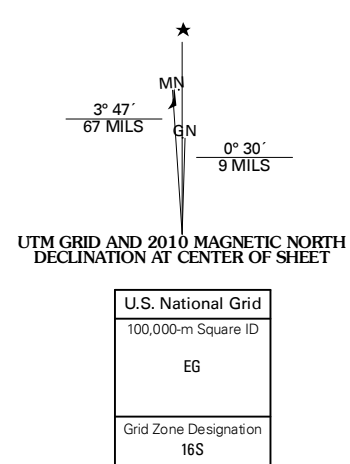 MN
3° 47´
67 MILS
GN
0° 30´
9 MILS
UTM GRID AND 2010 MAGNETIC NORTH
DECLINATION AT CENTER OF SHEET
U.S. National Grid
100,000-m Square ID
EG
Grid Zone Designation
16S